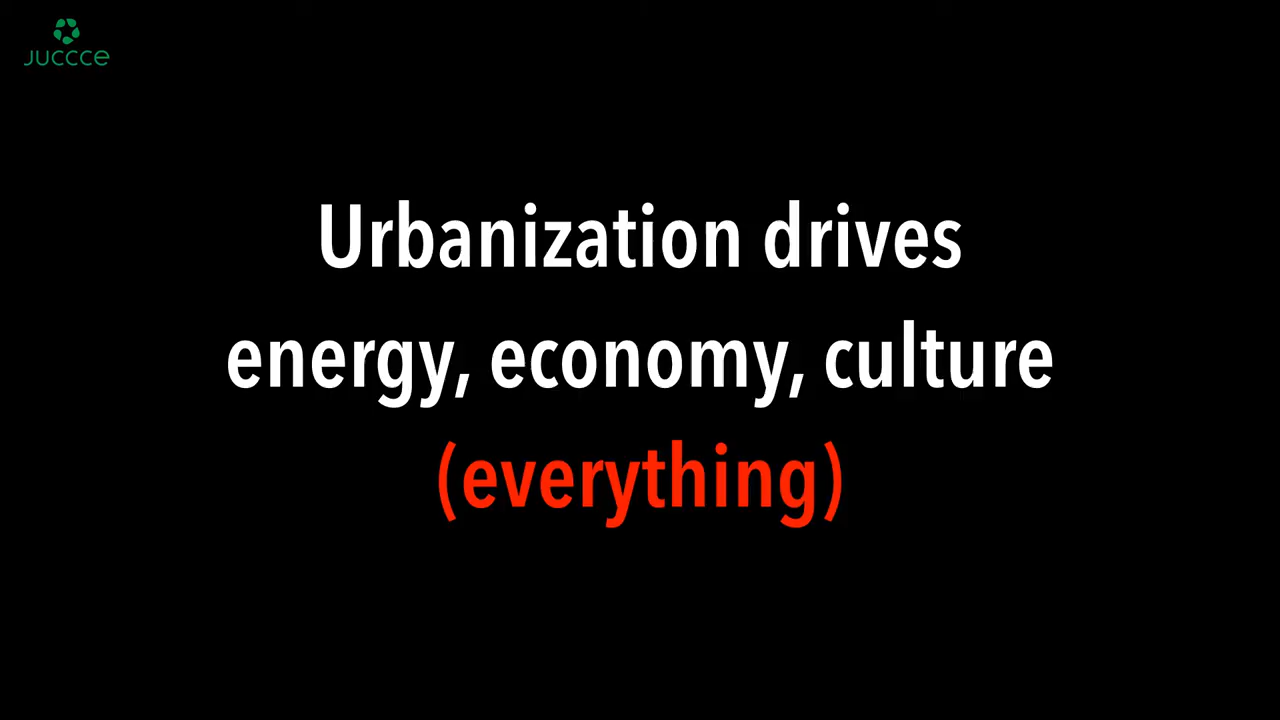 JUCCCE
Urbanization drives
energy, economy, culture
(everything)